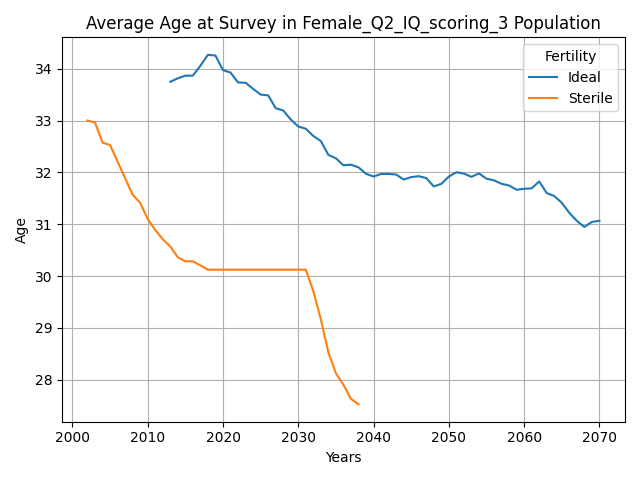 Average Age at Survey in Female_Q2_IQ_scoring_3 Population
Fertility
Ideal
Sterile
Age
34
33
32
31
30
29
28
2000 2010 2020 2030 2040 2050 2060 2070
Years